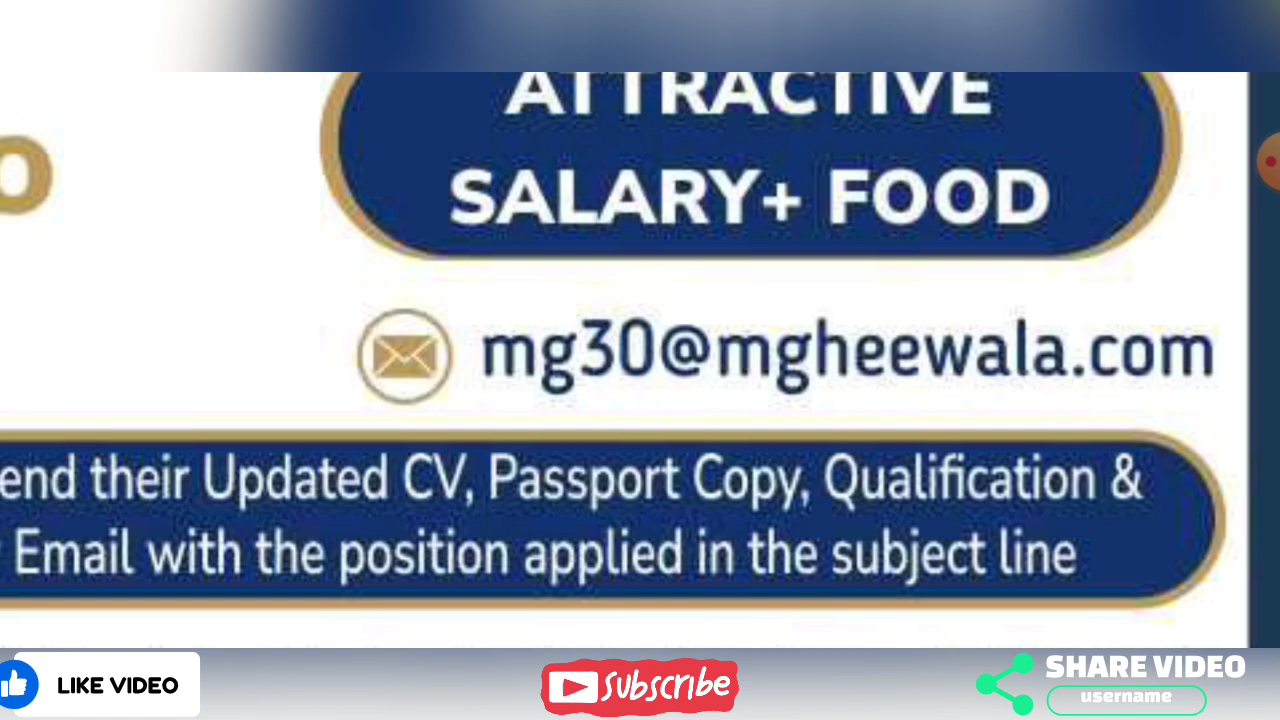 ATTRACTIVE
SALARY+ FOOD
o
mg30@mgheewala.com
end their Updated CV, Passport Copy, Qualification &
Email with the position applied in the subject line
LIKE VIDEO
Subscribe
SHARE VIDEO
username